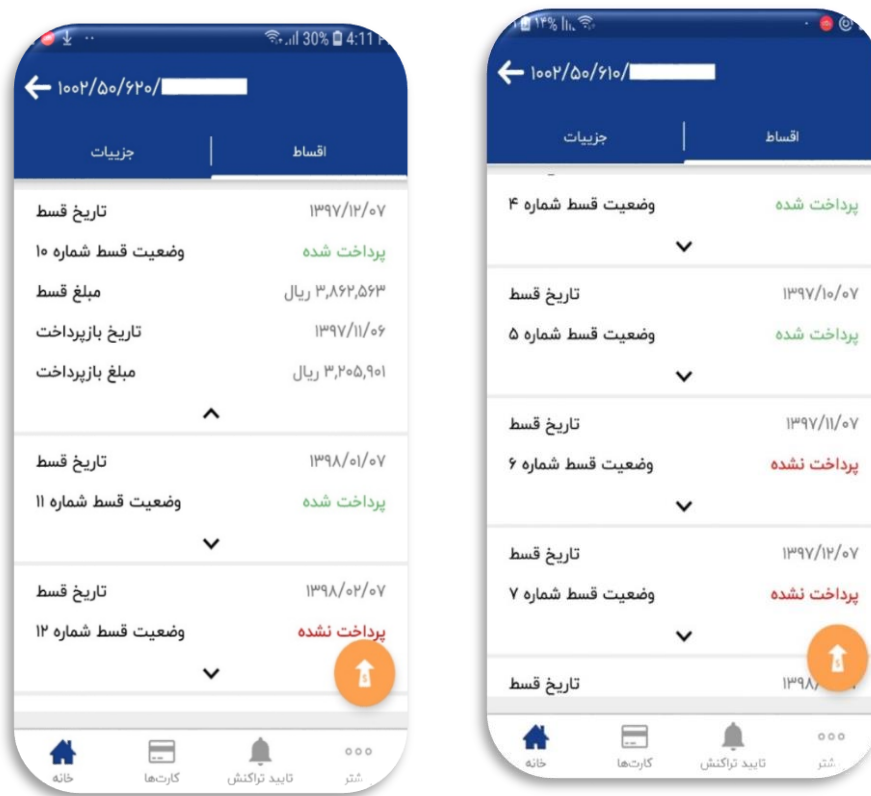 30% 4:11 P
۱۰۰۲/۵۰/۶۲۰/
جزییات اقساط
تاریخ قسط ۱۳۹۷/۱۲/۰۷
وضعیت قسط شماره ۱۰ پرداخت شده
مبلغ قسط ۳,۸۶۲,۵۶۳ ریال
تاریخ بازپرداخت ۱۳۹۷/۱۱/۰۶
مبلغ بازپرداخت ۳,۲۰۵,۹۰۱ ریال
تاریخ قسط ۱۳۹۸/۰۱/۰۷
وضعیت قسط شماره ۱۱ پرداخت شده
تاریخ قسط ۱۳۹۸/۰۲/۰۷
وضعیت قسط شماره ۱۲ پرداخت نشده
خانه کارت‌ها تایید تراکنش
۱۴%
۱۰۰۲/۵۰/۶۱۰/
جزییات اقساط
وضعیت قسط شماره ۴ پرداخت شده
تاریخ قسط ۱۳۹۷/۱۰/۰۷
وضعیت قسط شماره ۵ پرداخت شده
تاریخ قسط ۱۳۹۷/۱۱/۰۷
وضعیت قسط شماره ۶ پرداخت نشده
تاریخ قسط ۱۳۹۷/۱۲/۰۷
وضعیت قسط شماره ۷ پرداخت نشده
تاریخ قسط ۱۳۹۸/
خانه کارت‌ها تایید تراکنش